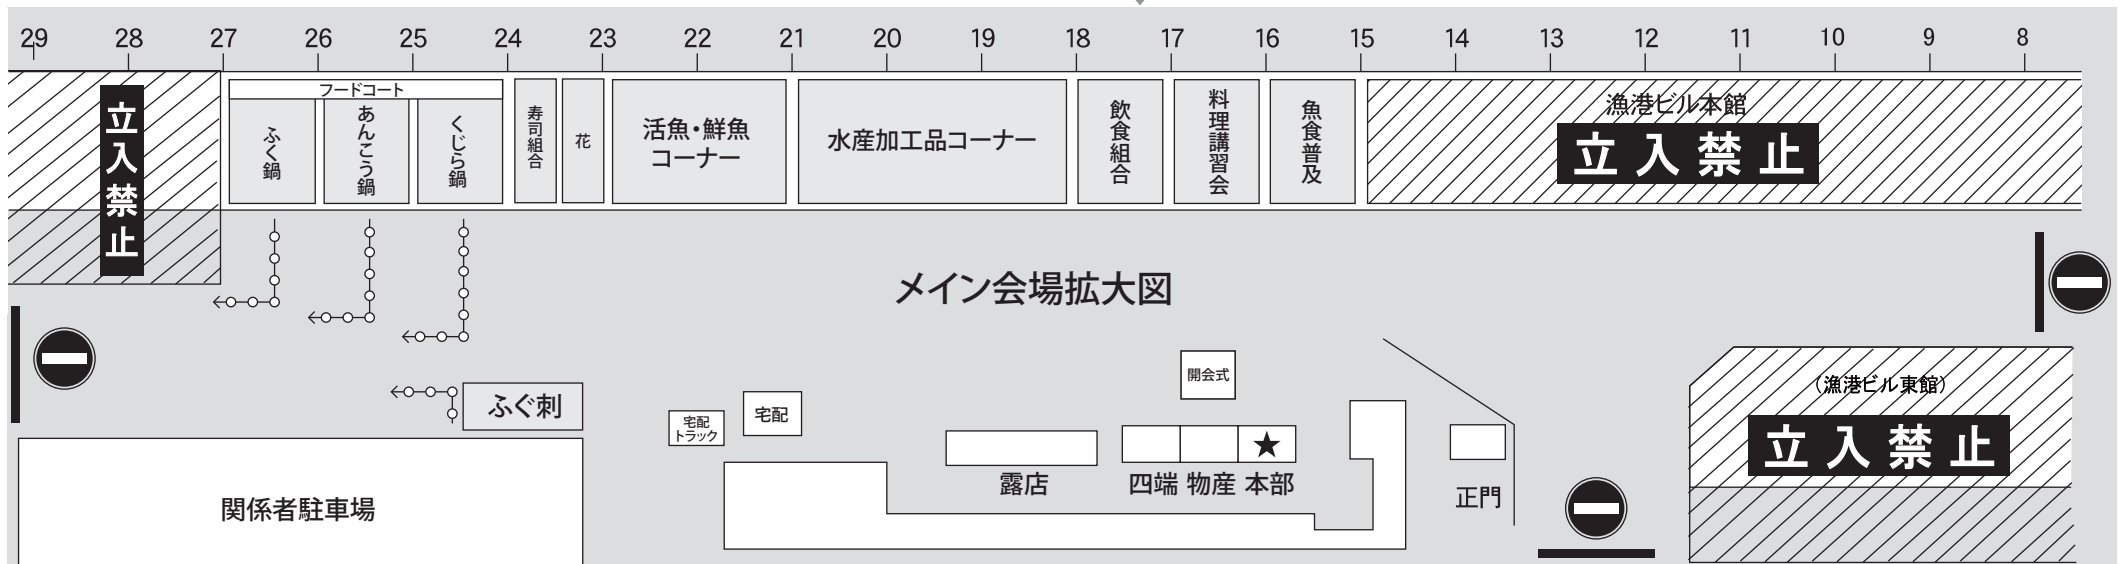 29 28 27 26 25 24 23 22 21 20 19 18 17 16 15 14 13 12 11 10 9 8
立入禁止
フードコート
ふく鍋
あんこう鍋
くじら鍋
寿司組合
花
活魚・鮮魚
コーナー
水産加工品コーナー
飲食組合
料理講習会
魚食普及
漁港ビル本館
立入禁止
メイン会場拡大図
ふぐ刺
宅配
トラック
宅配
開会式
露店
四端
物産
★
本部
正門
(漁港ビル東館)
立入禁止
関係者駐車場